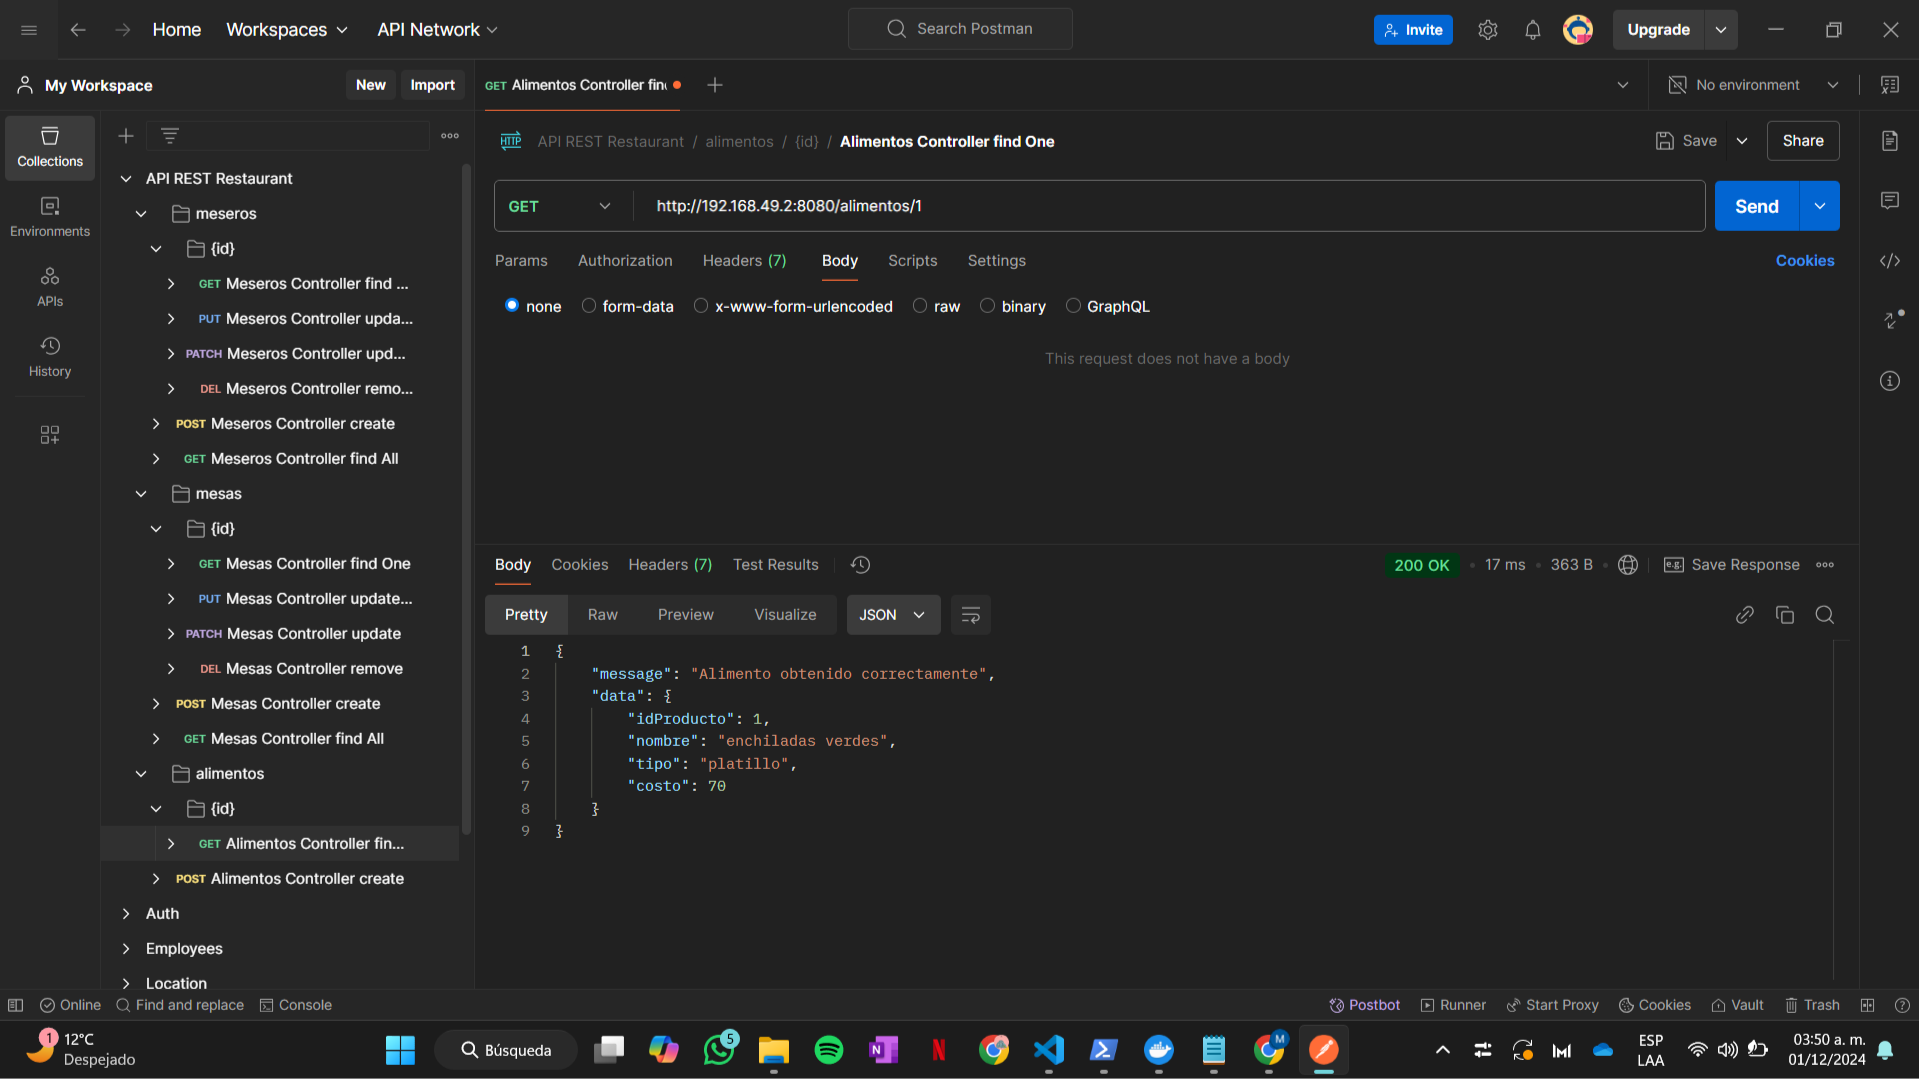 Home Workspaces API Network Search Postman Invite Upgrade
My Workspace New Import GET Alimentos Controller fin No environment
Collections
Environments
APIs
History
API REST Restaurant
meseros
{id}
GET Meseros Controller find ...
PUT Meseros Controller upda...
PATCH Meseros Controller upd...
DEL Meseros Controller remo...
POST Meseros Controller create
GET Meseros Controller find All
mesas
{id}
GET Mesas Controller find One
PUT Mesas Controller update...
PATCH Mesas Controller update
DEL Mesas Controller remove
POST Mesas Controller create
GET Mesas Controller find All
alimentos
{id}
GET Alimentos Controller fin...
POST Alimentos Controller create
Auth
Employees
Location
HTTP API REST Restaurant / alimentos / {id} / Alimentos Controller find One Save Share
GET http://192.168.49.2:8080/alimentos/1 Send
Params Authorization Headers (7) Body Scripts Settings Cookies
none form-data x-www-form-urlencoded raw binary GraphQL
This request does not have a body
Body Cookies Headers (7) Test Results 200 OK • 17 ms • 363 B • e.g. Save Response
Pretty Raw Preview Visualize JSON
1 {
2 "message": "Alimento obtenido correctamente",
3 "data": {
4 "idProducto": 1,
5 "nombre": "enchiladas verdes",
6 "tipo": "platillo",
7 "costo": 70
8 }
9 }
Online Find and replace Console Postbot Runner Start Proxy Cookies Vault Trash
1 12°C
Despejado
Búsqueda
5
N
N
M
ESP
LAA
03:50 a. m.
01/12/2024